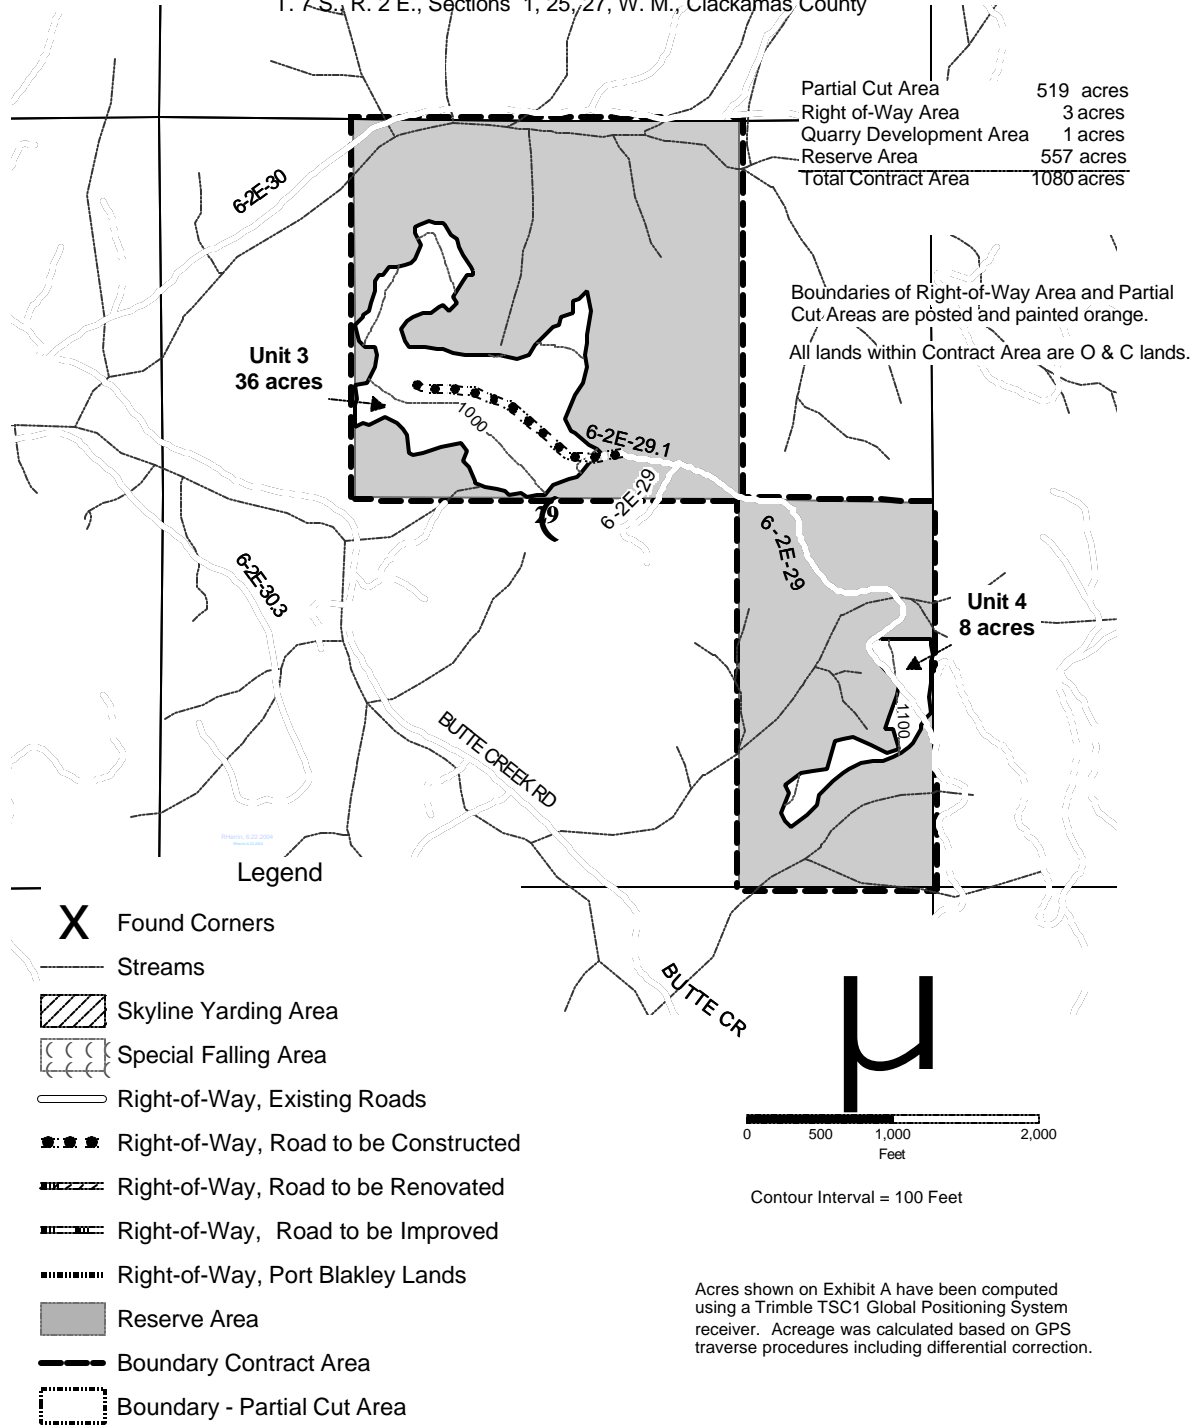 T. 7 S., R. 2 E., Sections 1, 25, 27, W. M., Clackamas County
Partial Cut Area 519 acres
Right of-Way Area 3 acres
Quarry Development Area 1 acres
Reserve Area 557 acres
Total Contract Area 1080 acres
6-2E-30
Boundaries of Right-of-Way Area and Partial
Cut Areas are posted and painted orange.
All lands within Contract Area are O & C lands.
Unit 3
36 acres
1000
6-2E-29.1
6-2E-29
29
6-2E-29
6-2E-30.3
Unit 4
8 acres
1100
BUTTE CREEK RD
BUTTE CR
Legend
X Found Corners
Streams
Skyline Yarding Area
Special Falling Area
Right-of-Way, Existing Roads
Right-of-Way, Road to be Constructed
Right-of-Way, Road to be Renovated
Right-of-Way, Road to be Improved
Right-of-Way, Port Blakley Lands
Reserve Area
Boundary Contract Area
Boundary - Partial Cut Area
0 500 1,000 2,000
Feet
Contour Interval = 100 Feet
Acres shown on Exhibit A have been computed
using a Trimble TSC1 Global Positioning System
receiver. Acreage was calculated based on GPS
traverse procedures including differential correction.